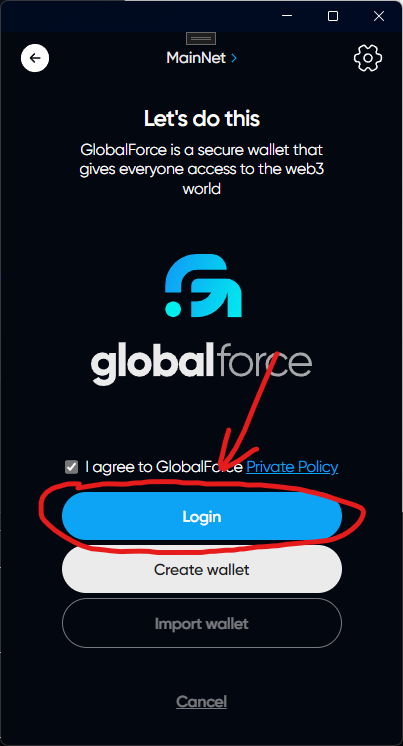 MainNet
Let's do this
GlobalForce is a secure wallet that
gives everyone access to the web3
world
globalforce
I agree to GlobalForce Private Policy
Login
Create wallet
Import wallet
Cancel